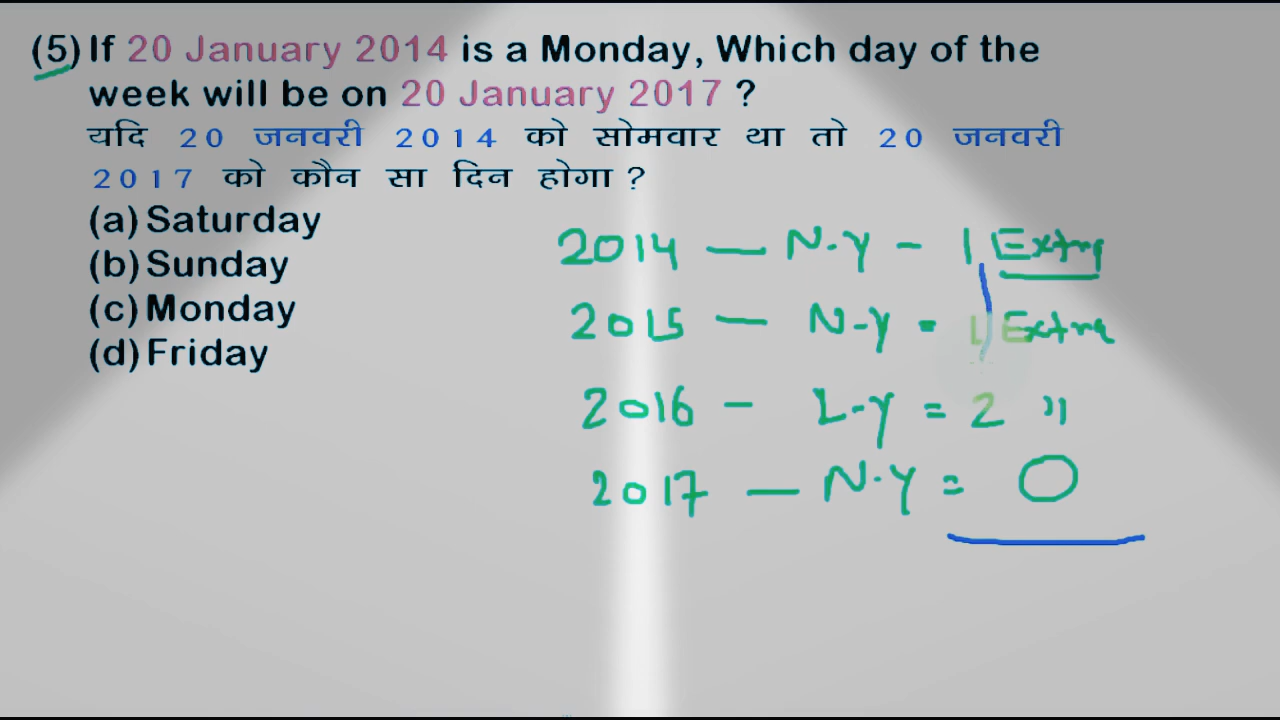 (5) If 20 January 2014 is a Monday, Which day of the
week will be on 20 January 2017 ?
यदि 20 जनवरी 2014 को सोमवार था तो 20 जनवरी
2017 को कौन सा दिन होगा ?
(a) Saturday
(b) Sunday
(c) Monday
(d) Friday
2014 — N.Y - 1 Extra
2015 — N-Y = 1 Extra
2016 - L-Y = 2 "
2017 — N.Y = 0